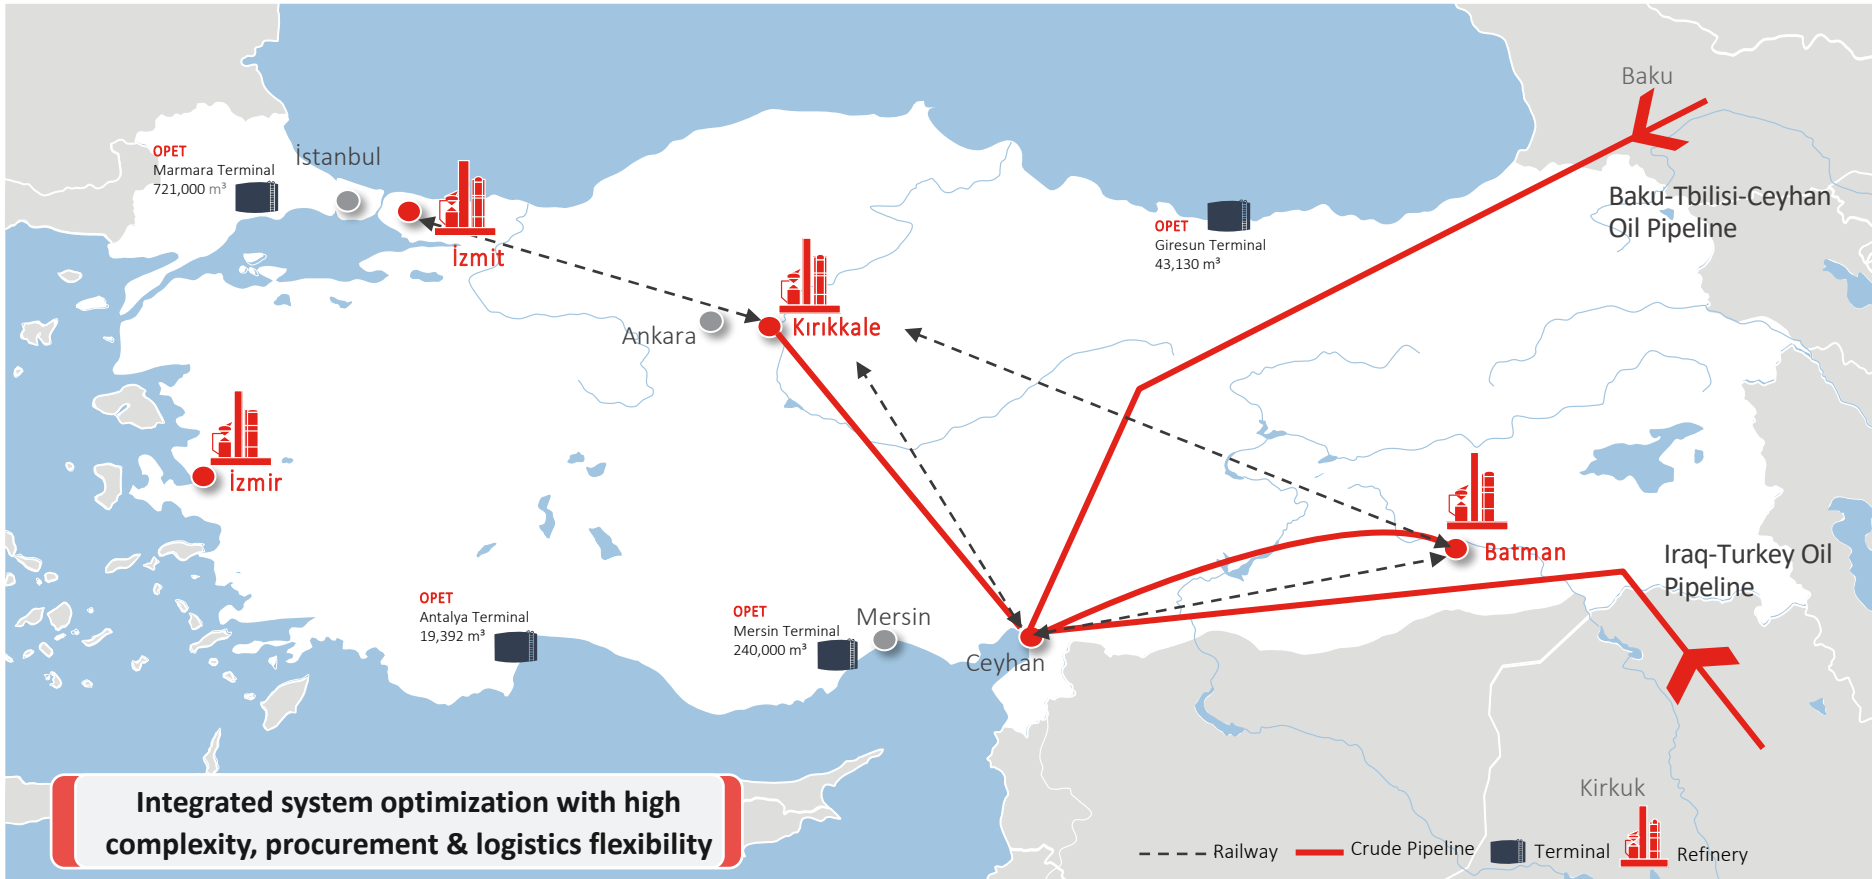 Baku
OPET
Marmara Terminal
721,000 m³
İstanbul
Baku-Tbilisi-Ceyhan
Oil Pipeline
OPET
Giresun Terminal
43,130 m³
İzmit
Ankara
Kırıkkale
İzmir
Batman
Iraq-Turkey Oil
Pipeline
OPET
Antalya Terminal
19,392 m³
OPET
Mersin Terminal
240,000 m³
Mersin
Ceyhan
Kirkuk
Integrated system optimization with high
complexity, procurement & logistics flexibility
Railway
Crude Pipeline
Terminal
Refinery